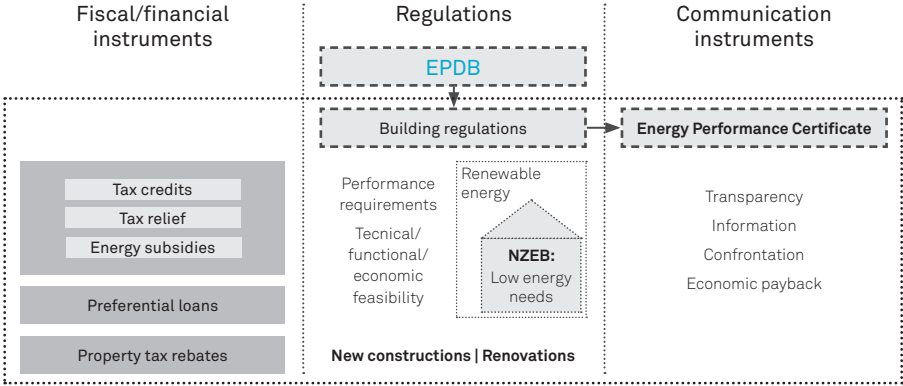 Fiscal/financial
instruments
Regulations
Communication
instruments
EPDB
Building regulations
Energy Performance Certificate
Tax credits
Tax relief
Energy subsidies
Preferential loans
Property tax rebates
Performance
requirements
Tecnical/
functional/
economic
feasibility
Renewable
energy
NZEB:
Low energy
needs
New constructions | Renovations
Transparency
Information
Confrontation
Economic payback